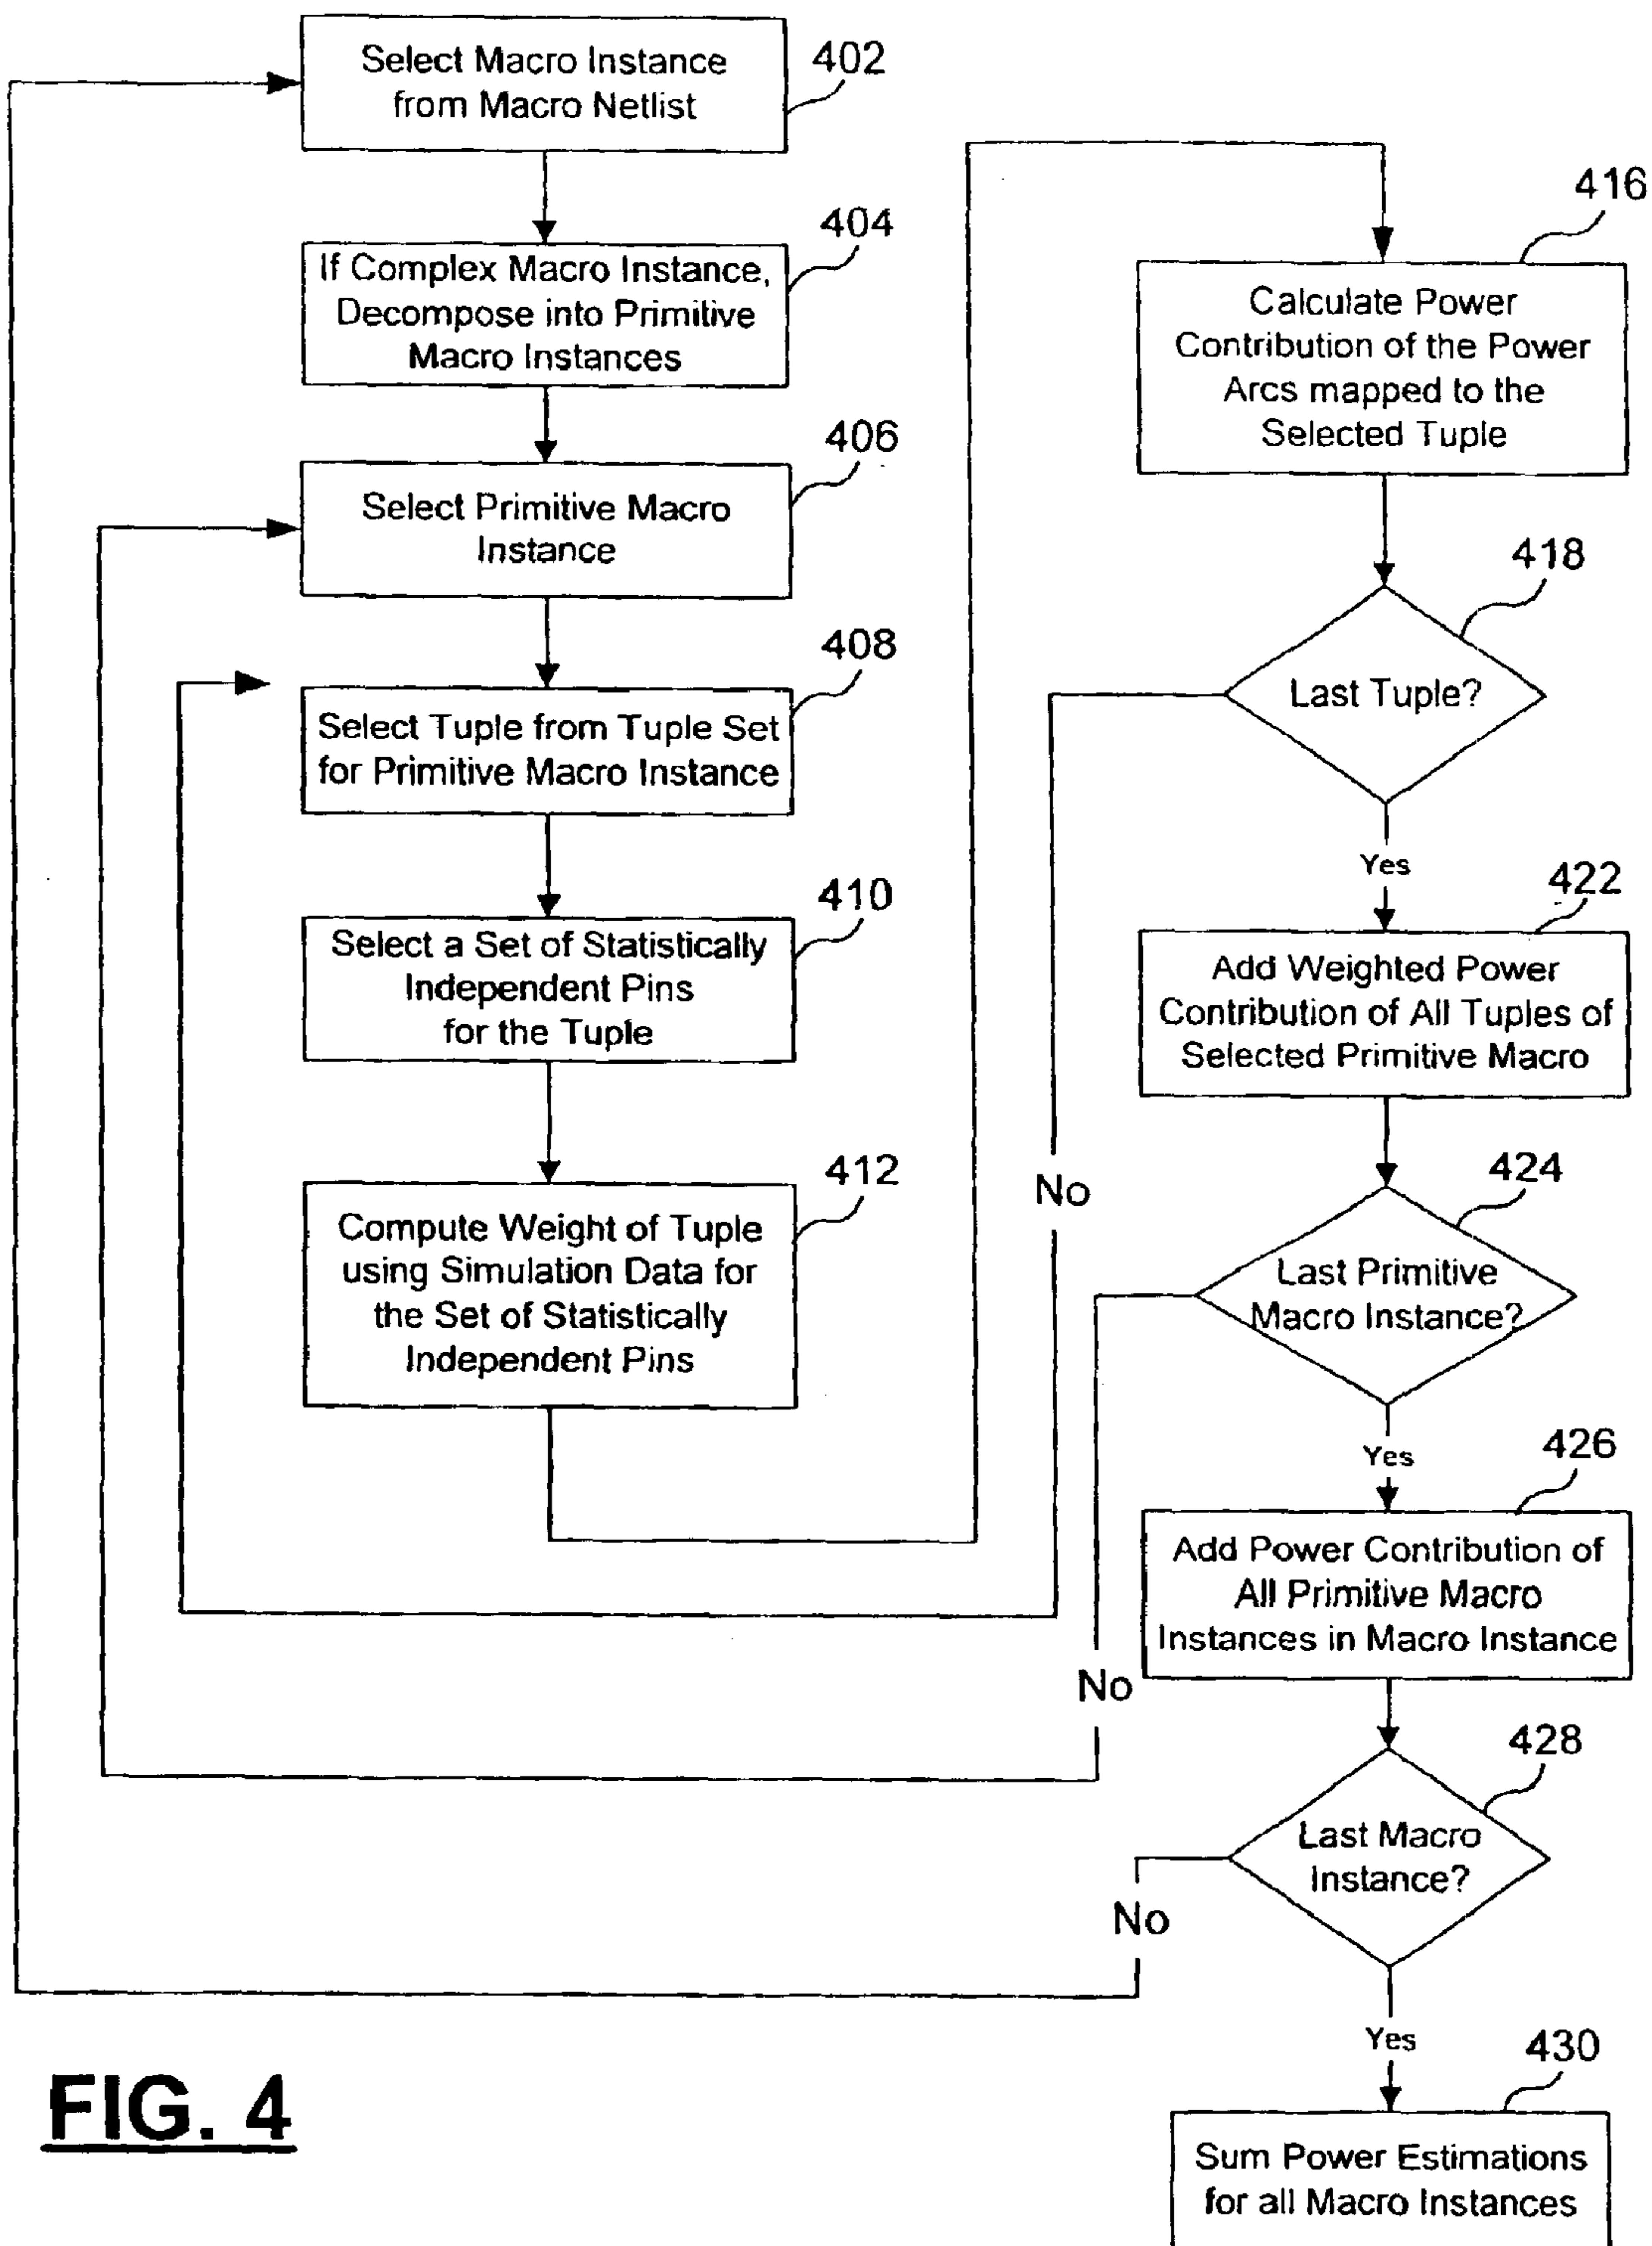 Select Macro Instance
from Macro Netlist
402
If Complex Macro Instance,
Decompose into Primitive
Macro Instances
404
Select Primitive Macro
Instance
406
Select Tuple from Tuple Set
for Primitive Macro Instance
408
Select a Set of Statistically
Independent Pins
for the Tuple
410
Compute Weight of Tuple
using Simulation Data for
the Set of Statistically
Independent Pins
412
Calculate Power
Contribution of the Power
Arcs mapped to the
Selected Tuple
416
Last Tuple?
418
No
Yes
Add Weighted Power
Contribution of All Tuples of
Selected Primitive Macro
422
Last Primitive
Macro Instance?
424
No
Yes
Add Power Contribution of
All Primitive Macro
Instances in Macro Instance
426
Last Macro
Instance?
428
No
Yes
Sum Power Estimations
for all Macro Instances
430
FIG. 4